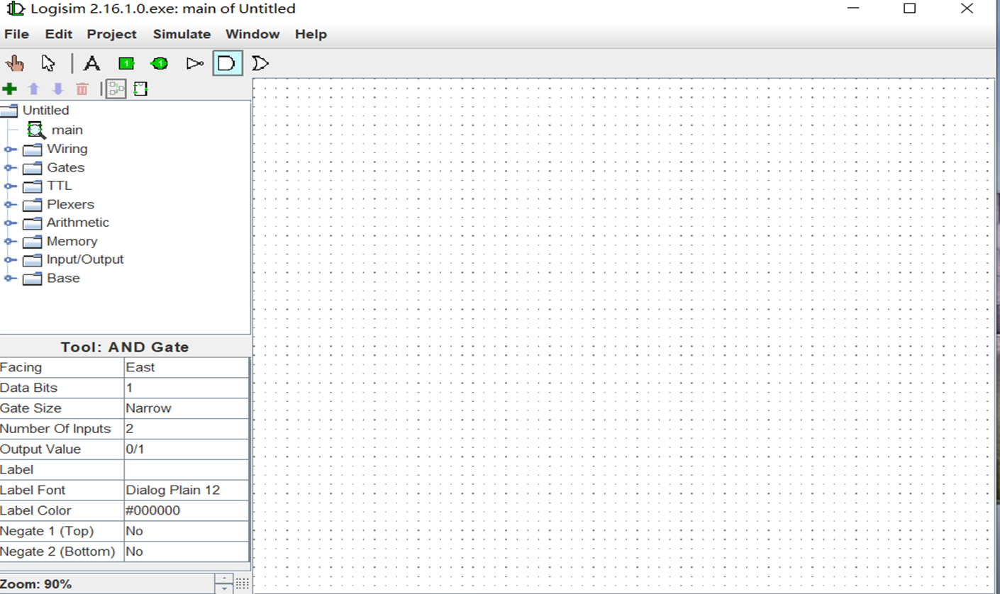 Logisim 2.16.1.0.exe: main of Untitled
File Edit Project Simulate Window Help
A 1 1
Untitled
main
Wiring
Gates
TTL
Plexers
Arithmetic
Memory
Input/Output
Base
Tool: AND Gate
Facing East
Data Bits 1
Gate Size Narrow
Number Of Inputs 2
Output Value 0/1
Label
Label Font Dialog Plain 12
Label Color #000000
Negate 1 (Top) No
Negate 2 (Bottom) No
Zoom: 90%